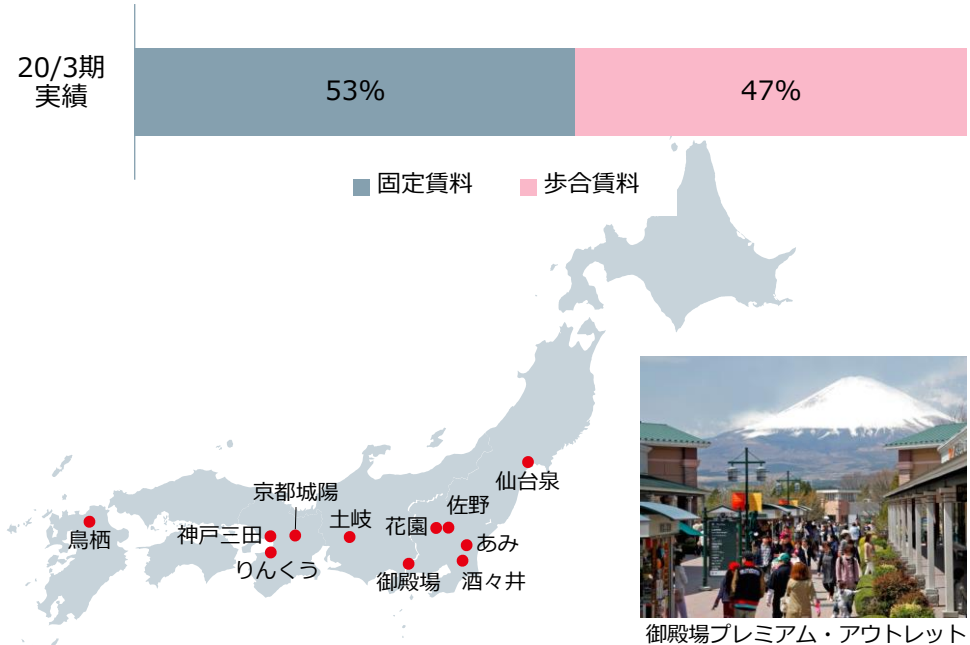 20/3期
実績
53%
47%
固定賃料
歩合賃料
仙台泉
京都城陽
佐野
土岐
花園
神戸三田
鳥栖
あみ
りんくう
御殿場
酒々井
御殿場プレミアム・アウトレット